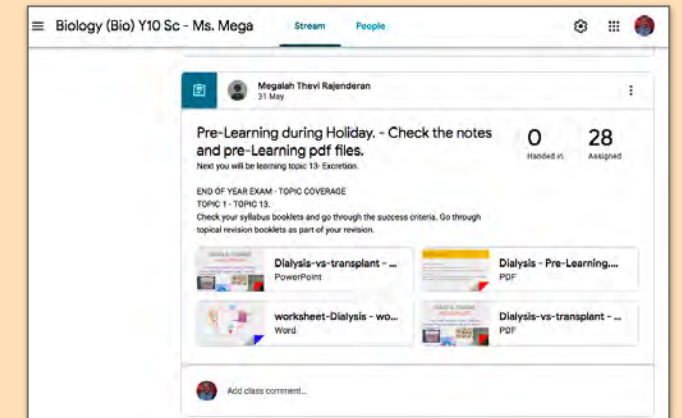 Biology (Bio) Y10 Sc - Ms. Mega
Stream
People
Megalah Thevi Rajenderan
31 May
Pre-Learning during Holiday. - Check the notes
and pre-Learning pdf files.
0
28
Handed in
Assigned
Next you will be learning topic 13- Excretion.
END OF YEAR EXAM - TOPIC COVERAGE
TOPIC 1 - TOPIC 13.
Check your syllabus booklets and go through the success criteria. Go through
topical revision booklets as part of your revision.
Dialysis-vs-transplant - ...
PowerPoint
Dialysis - Pre-Learning....
PDF
worksheet-Dialysis - wo...
Word
Dialysis-vs-transplant - ...
PDF
Add class comment...